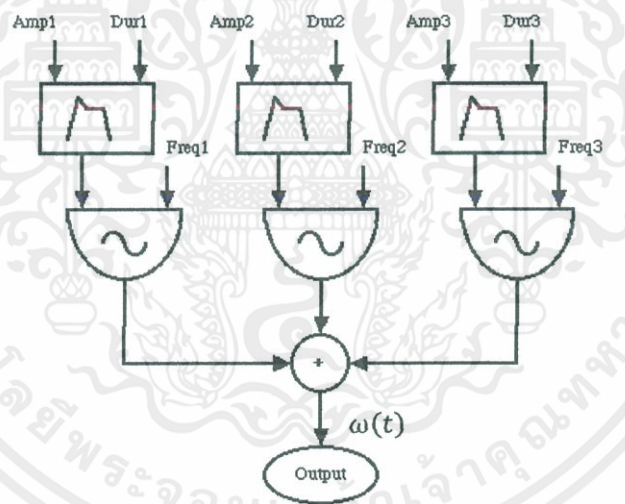 Amp1 Dur1 Amp2 Dur2 Amp3 Dur3
Freq1 Freq2 Freq3
+
ω(t)
Output